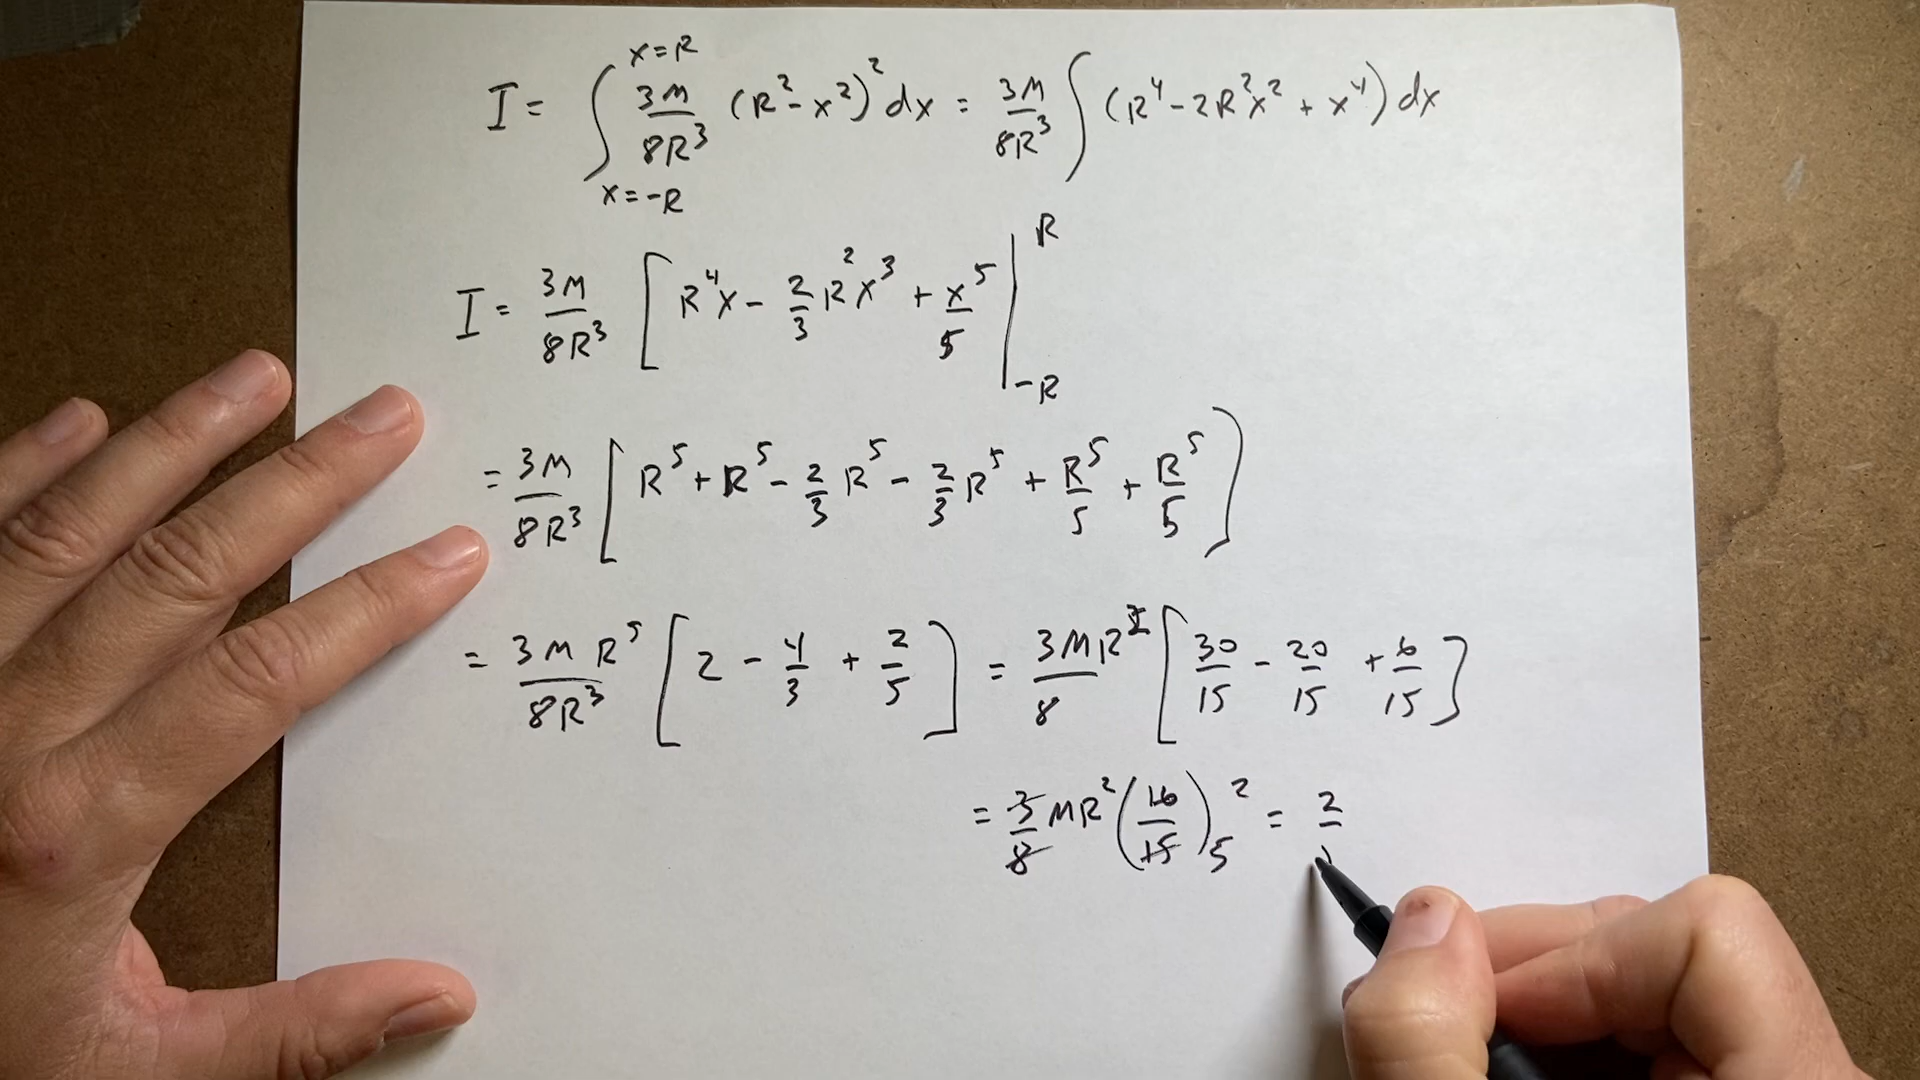 I = ∫_{x=-R}^{x=R} 3M/8R³ (R² - x²)² dx = 3M/8R³ ∫ (R⁴ - 2R²x² + x⁴) dx
I = 3M/8R³ [R⁴x - 2/3 R²x³ + x⁵/5 |_{-R}^{R}
= 3M/8R³ [R⁵ + R⁵ - 2/3 R⁵ - 2/3 R⁵ + R⁵/5 + R⁵/5]
= 3MR⁵/8R³ [2 - 4/3 + 2/5] = 3MR²/8 [30/15 - 20/15 + 6/15]
= 3/8 MR² (16/15) 2 5 = 2